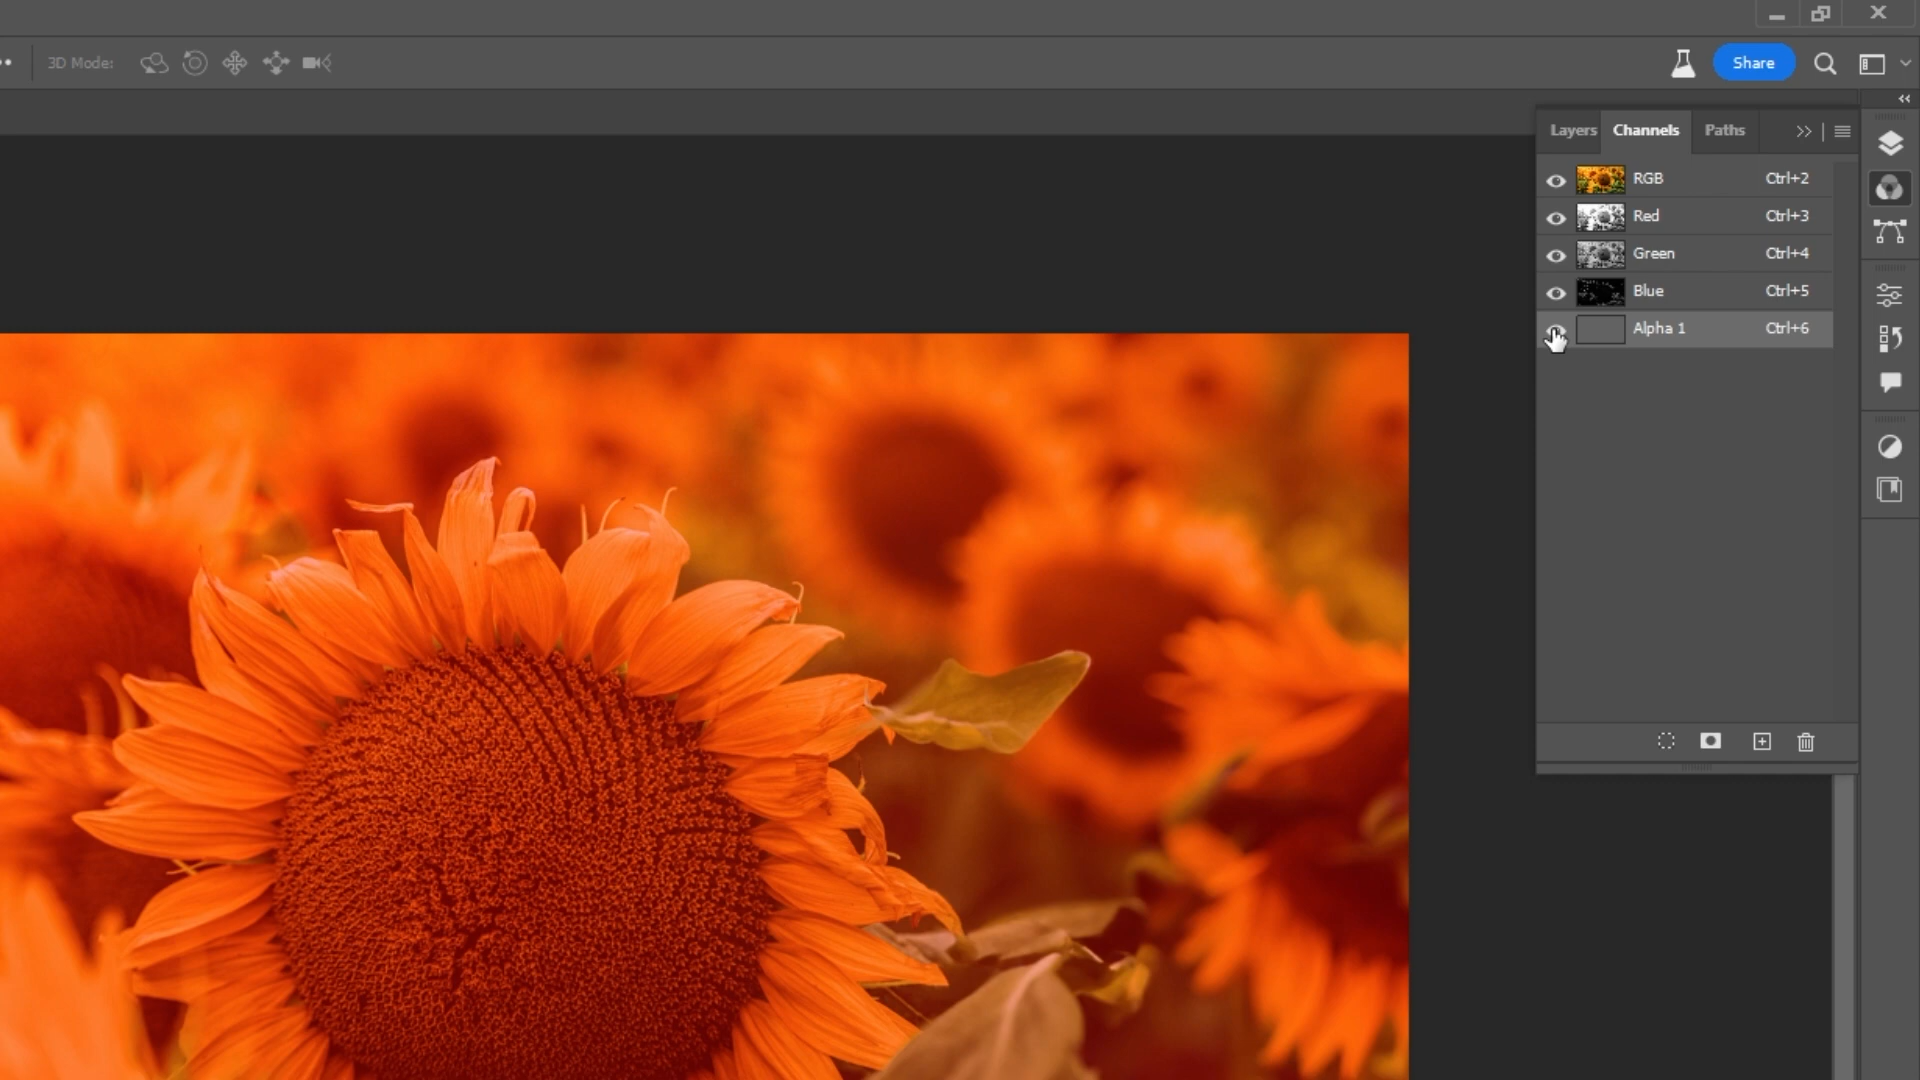 3D Mode:
Share
Layers Channels Paths
RGB Ctrl+2
Red Ctrl+3
Green Ctrl+4
Blue Ctrl+5
Alpha 1 Ctrl+6